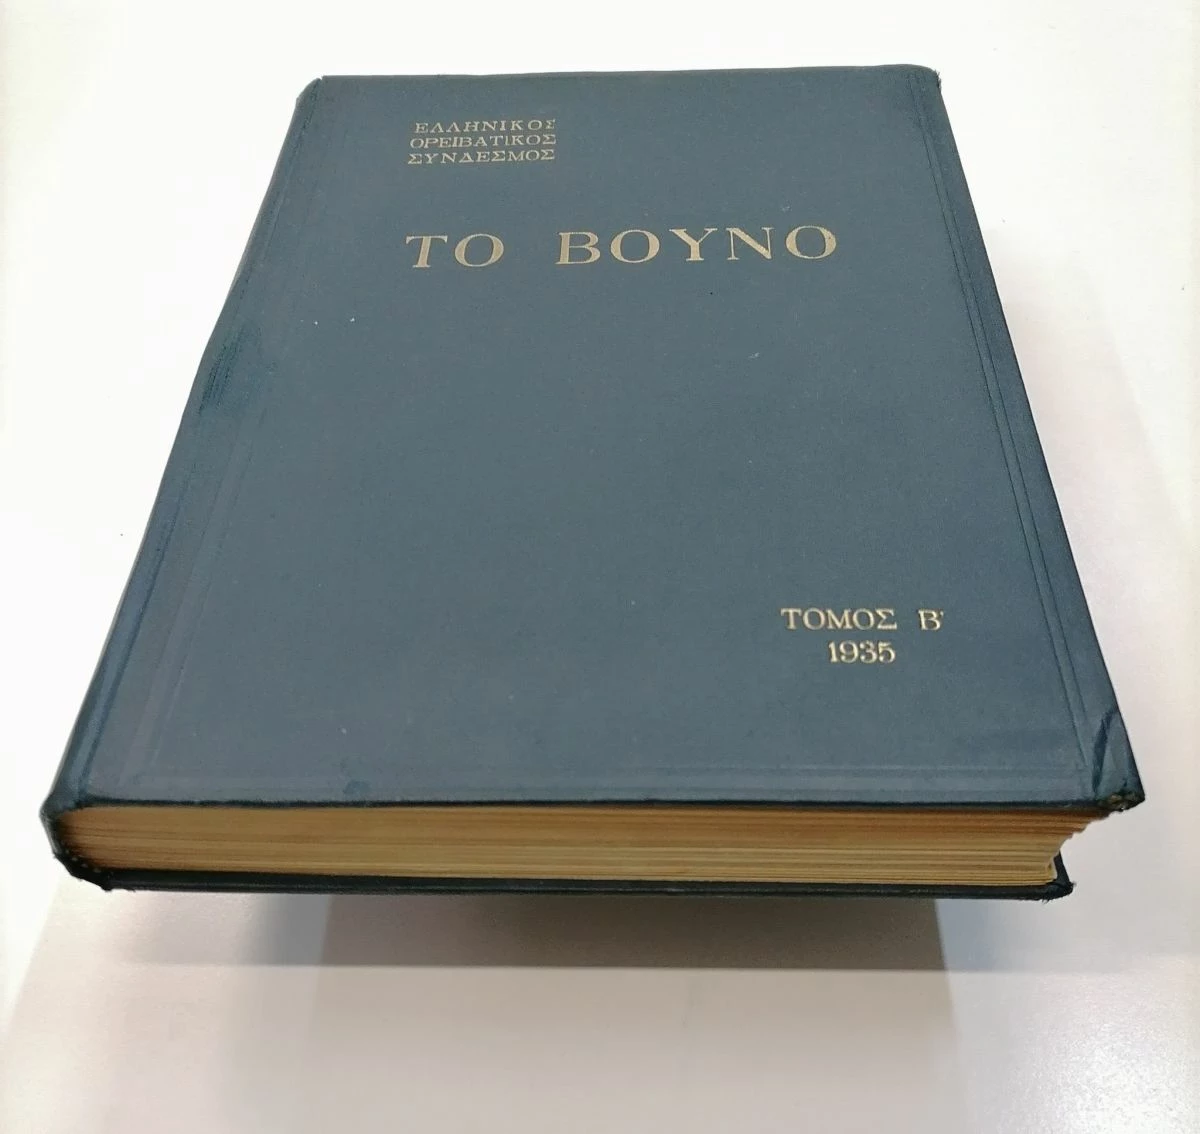 ΕΛΛΗΝΙΚΟΣ
ΟΡΕΙΒΑΤΙΚΟΣ
ΣΥΝΔΕΣΜΟΣ
ΤΟ ΒΟΥΝΟ
ΤΟΜΟΣ Β'
1935